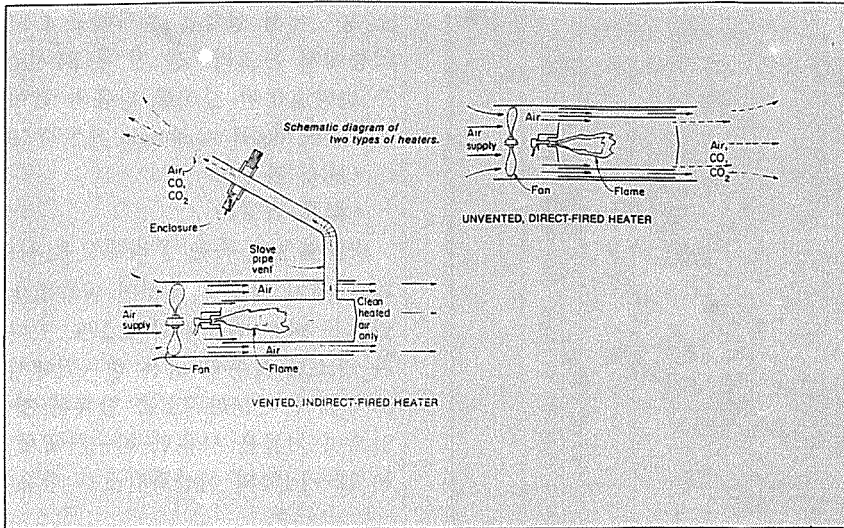 Schematic diagram of
two types of heaters.
Air,
CO,
CO2
Enclosure
Stove
pipe
vent
Air
Air
supply
Clean
heated
air
only
Air
Fan
Flame
VENTED, INDIRECT-FIRED HEATER
Air
Air
supply
Air,
CO,
CO2
Fan
Flame
UNVENTED, DIRECT-FIRED HEATER